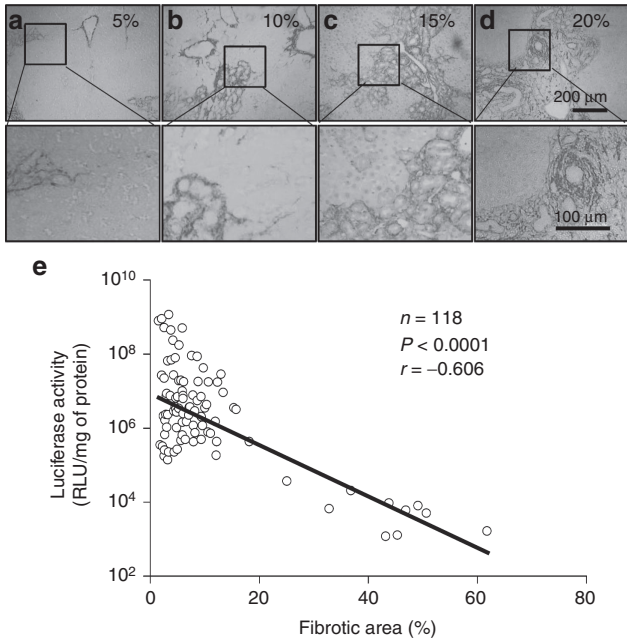 a 5% b 10% c 15% d 20%
200 μm
100 μm
e
10^10
10^8
10^6
10^4
10^2
Luciferase activity
(RLU/mg of protein)
n = 118
P < 0.0001
r = −0.606
0 20 40 60 80
Fibrotic area (%)